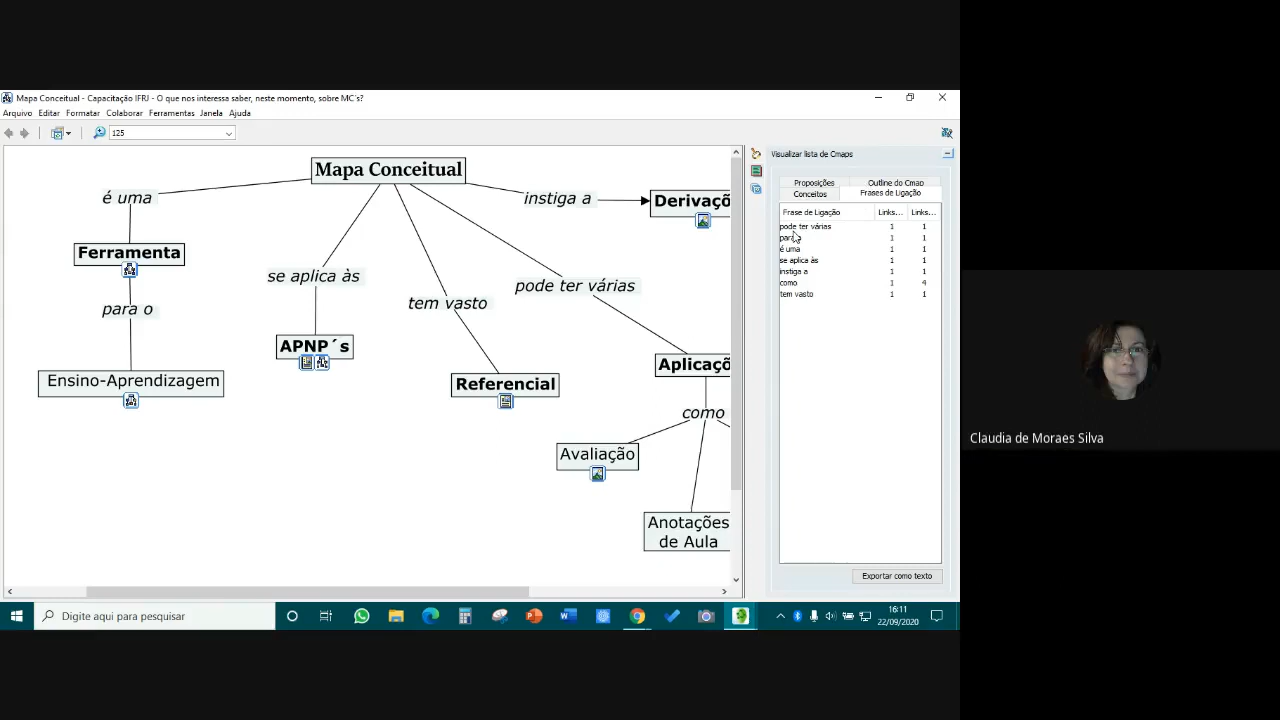 Mapa Conceitual - Capacitação IFRJ - O que nos interessa saber, neste momento, sobre MC's?
Arquivo Editar Formatar Colaborar Ferramentas Janela Ajuda
125
Mapa Conceitual
é uma
instiga a
Derivaçõ
Ferramenta
se aplica às
pode ter várias
tem vasto
para o
APNP´s
Aplicaçõ
Ensino-Aprendizagem
Referencial
como
Avaliação
Anotações
de Aula
Visualizar lista de Cmaps
Proposições Outline do Cmap
Conceitos Frases de Ligação
Frase de Ligação Links... Links...
pode ter várias 1 1
1 1
é uma 1 1
se aplica às 1 1
instiga a 1 1
como 1 4
tem vasto 1 1
Exportar como texto
Claudia de Moraes Silva
Digite aqui para pesquisar
16:11
22/09/2020